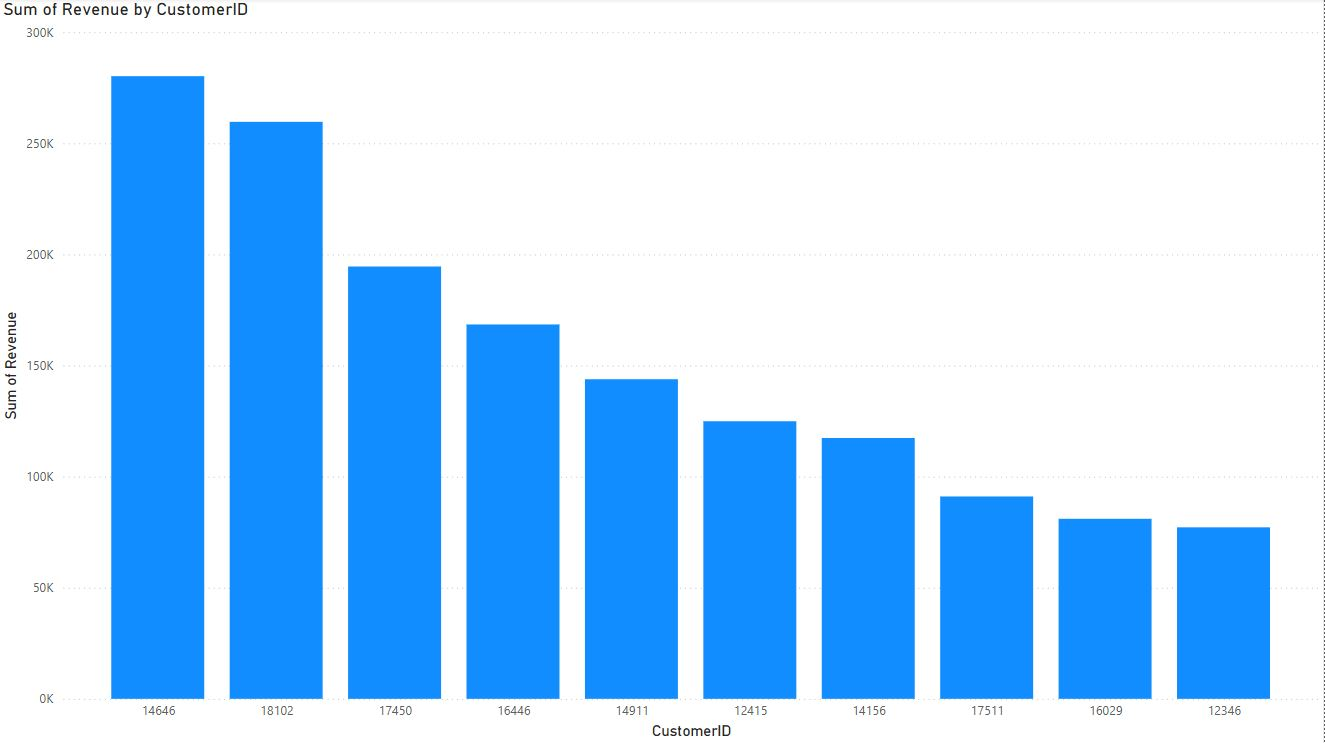 Sum of Revenue by CustomerID
300K
250K
200K
150K
100K
50K
0K
Sum of Revenue
14646 18102 17450 16446 14911 12415 14156 17511 16029 12346
CustomerID